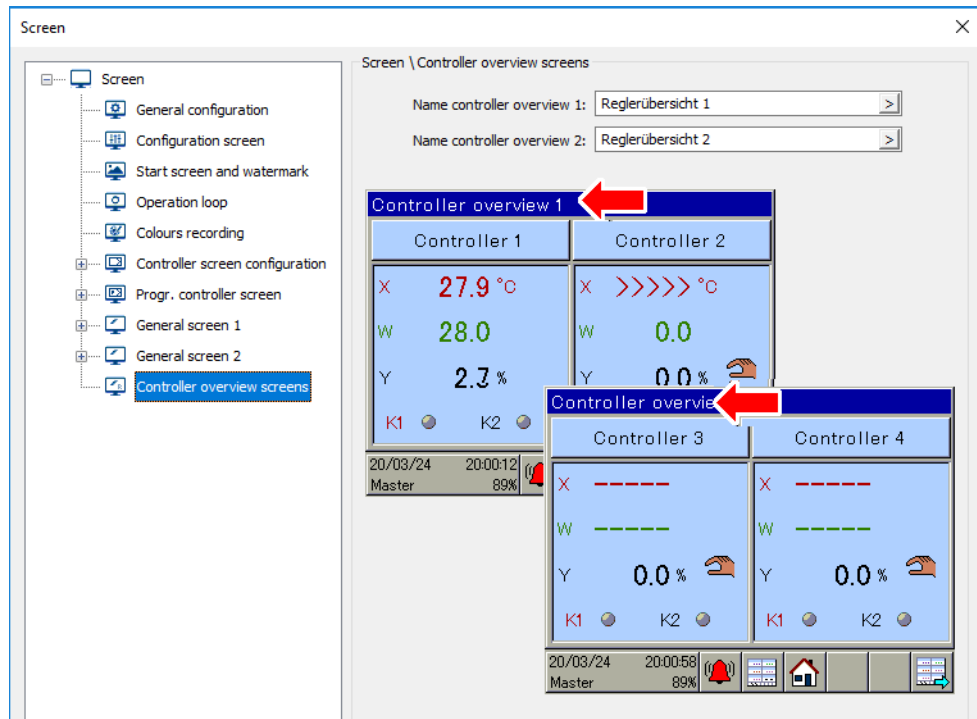 Screen
Screen
General configuration
Configuration screen
Start screen and watermark
Operation loop
Colours recording
Controller screen configuration
Progr. controller screen
General screen 1
General screen 2
Controller overview screens
Screen \ Controller overview screens
Name controller overview 1: Reglerübersicht 1 >
Name controller overview 2: Reglerübersicht 2 >
Controller overview 1
Controller 1 Controller 2
X 27.9 °C X >>>>> °C
W 28.0 W 0.0
Y 2.7 % Y 0.0 %
K1 K2
20/03/24 20:00:12
Master 89%
Controller
Controller 3 Controller 4
X ----- X -----
W ----- W -----
Y 0.0 % Y 0.0 %
K1 K2 K1 K2
20/03/24 20:00:58
Master 89%